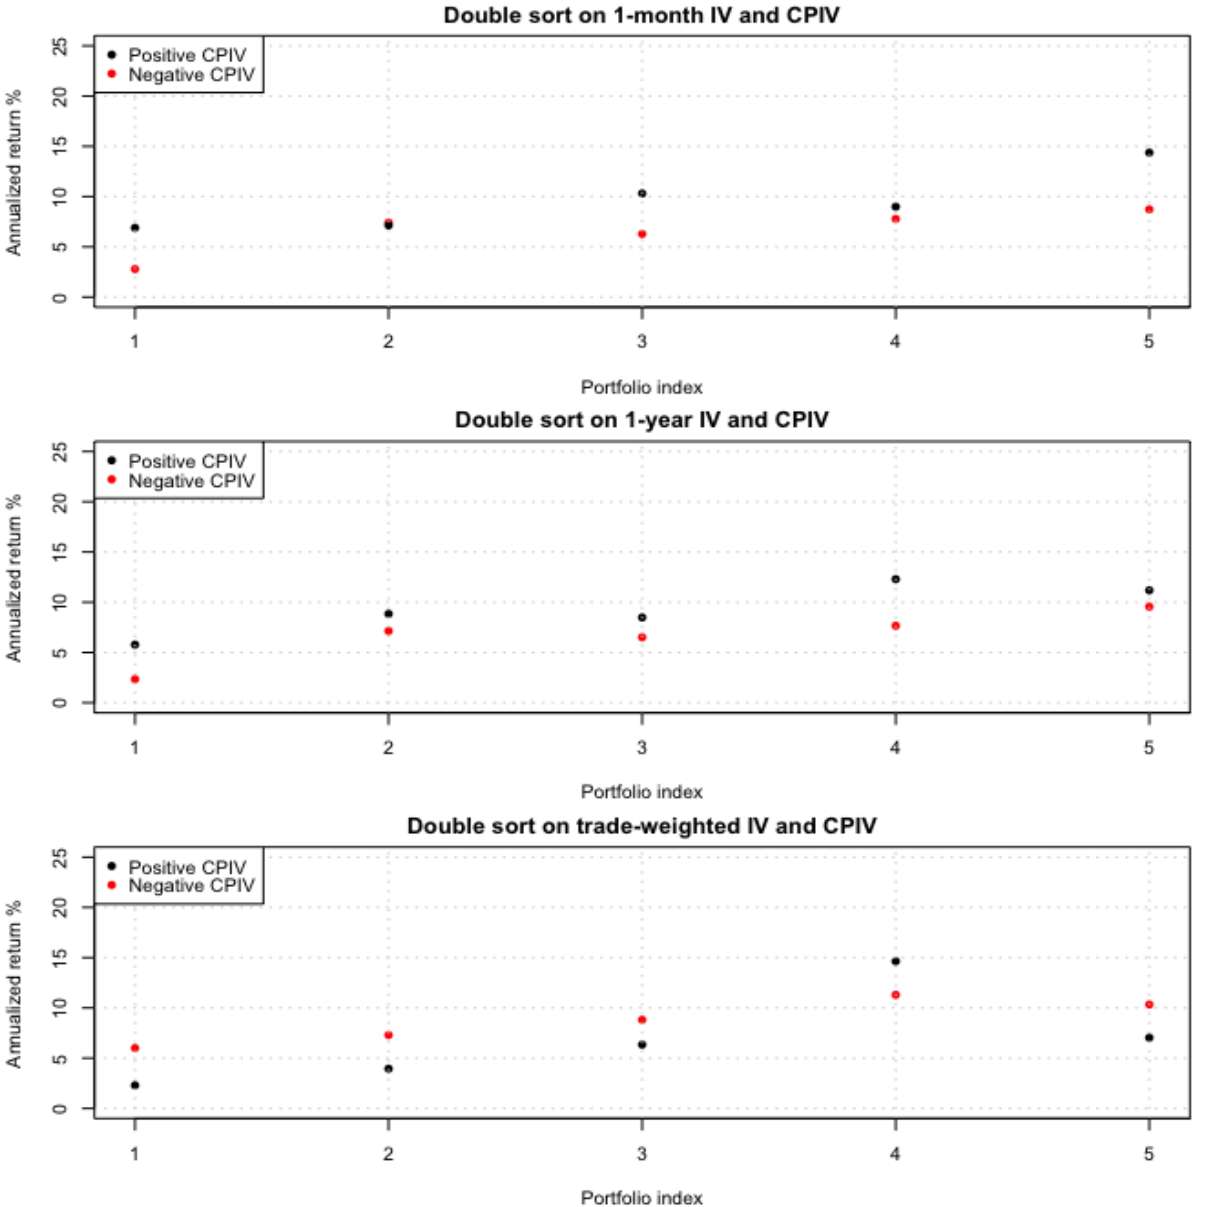 Double sort on 1-month IV and CPIV
Positive CPIV
Negative CPIV
Annualized return %
25
20
15
10
5
0
1 2 3 4 5
Portfolio index
Double sort on 1-year IV and CPIV
Positive CPIV
Negative CPIV
Annualized return %
25
20
15
10
5
0
1 2 3 4 5
Portfolio index
Double sort on trade-weighted IV and CPIV
Positive CPIV
Negative CPIV
Annualized return %
25
20
15
10
5
0
1 2 3 4 5
Portfolio index